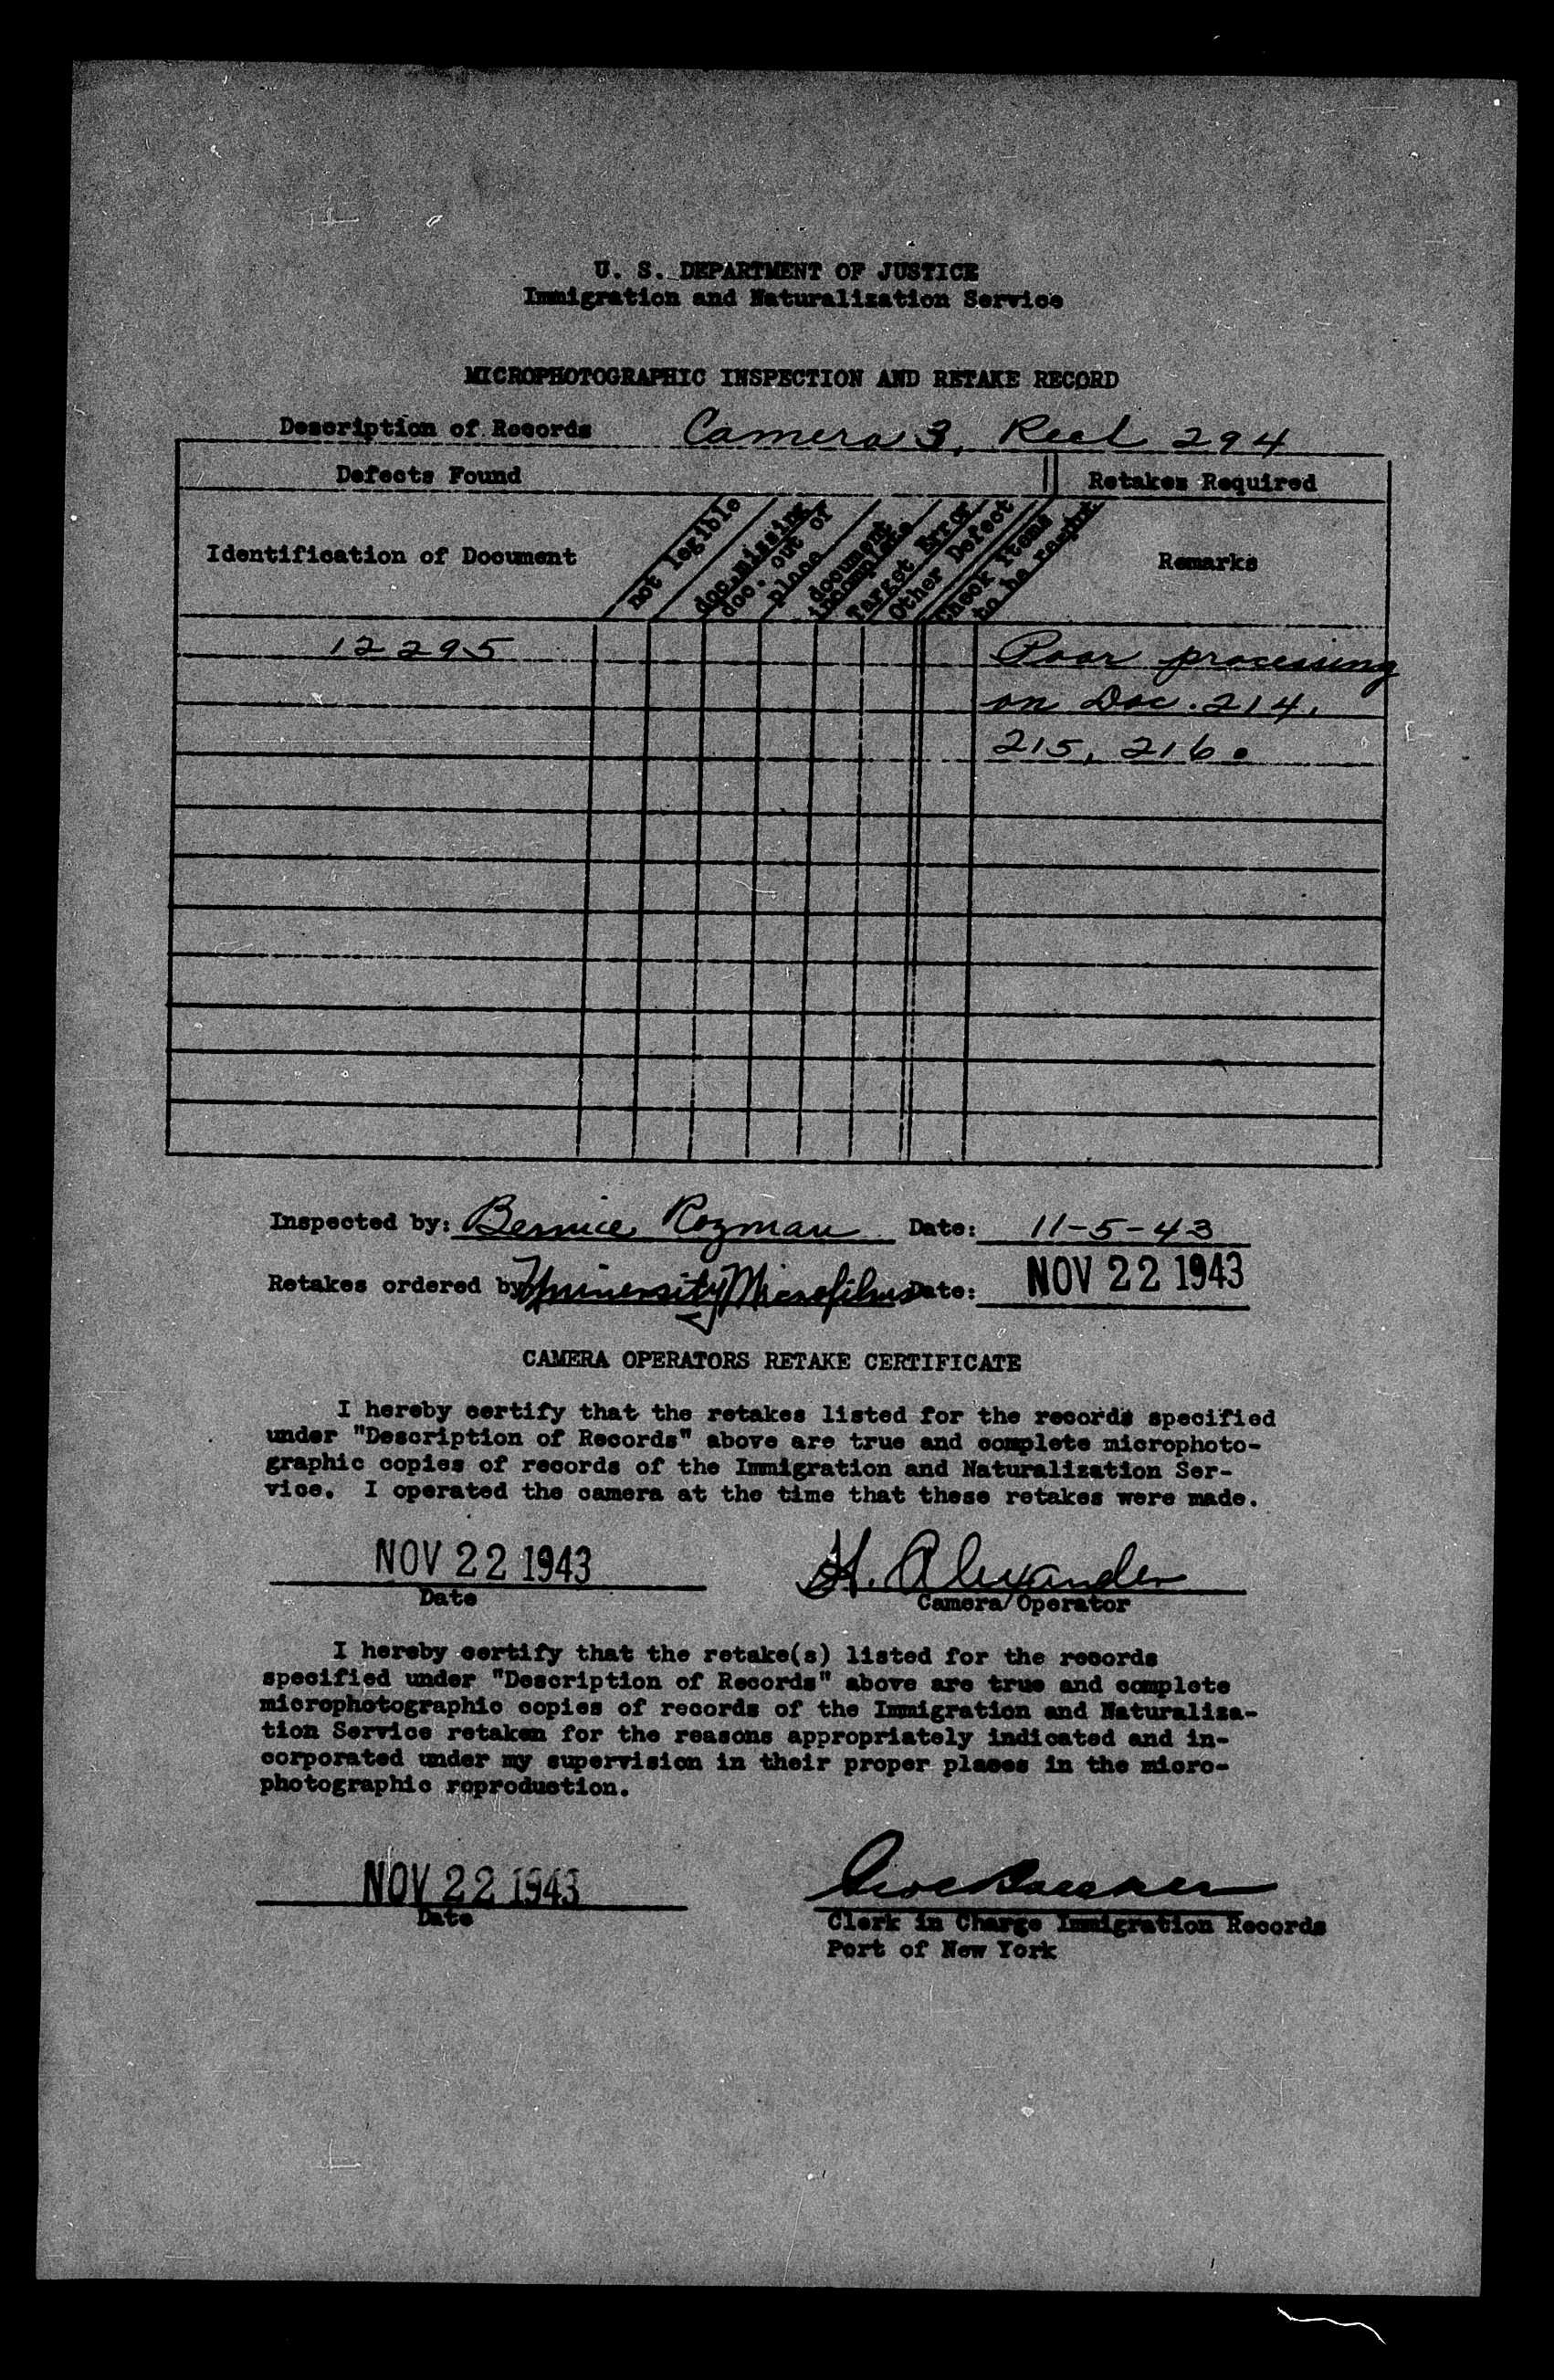 U. S. DEPARTMENT OF JUSTICE
Immigration and Naturalization Service
MICROPHOTOGRAPHIC INSPECTION AND RETAKE RECORD
Description of Records Camera 3, Reel 294
Defects Found Retakes Required
Identification of Document
not legible
doc. missing
doc. out of
place
document
incomplete
Target Error
Other Defect
Check Items
to be
Remarks
12295 Poor processing
on Doc. 214,
215, 216.
Inspected by: Bernice Rozman Date: 11-5-43
Retakes ordered by University Microfilms Date: NOV 22 1943
CAMERA OPERATORS RETAKE CERTIFICATE
I hereby certify that the retakes listed for the records specified
under "Description of Records" above are true and complete microphoto-
graphic copies of records of the Immigration and Naturalization Ser-
vice. I operated the camera at the time that these retakes were made.
NOV 22 1943 H. Alexander
Date Camera Operator
I hereby certify that the retake(s) listed for the records
specified under "Description of Records" above are true and complete
microphotographic copies of records of the Immigration and Naturaliza-
tion Service retaken for the reasons appropriately indicated and in-
corporated under my supervision in their proper places in the micro-
photographic reproduction.
NOV 22 1943
Date Clerk in Charge Immigration Records
Port of New York